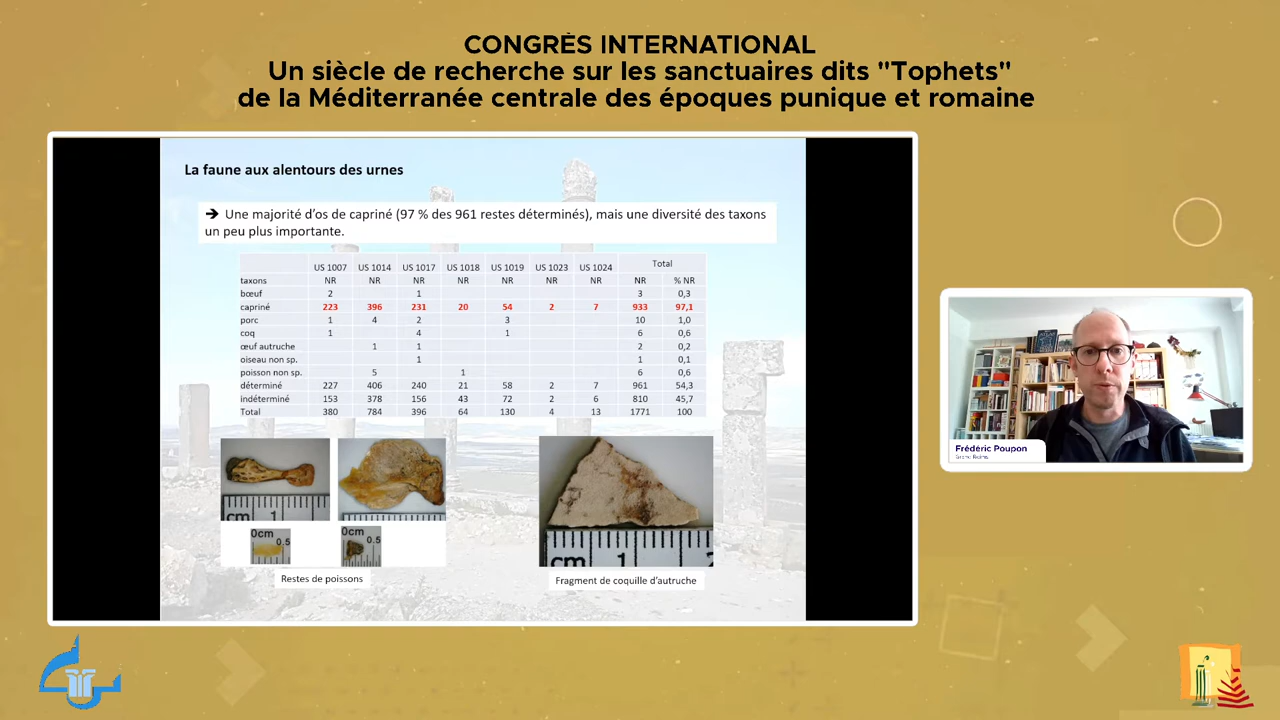 CONGRÈS INTERNATIONAL
Un siècle de recherche sur les sanctuaires dits "Tophets"
de la Méditerranée centrale des époques punique et romaine
La faune aux alentours des urnes
➔ Une majorité d'os de capriné (97 % des 961 restes déterminés), mais une diversité des taxons
un peu plus importante.
US 1007 US 1014 US 1017 US 1018 US 1019 US 1023 US 1024 Total
taxons NR NR NR NR NR NR NR NR % NR
bœuf 2 1 3 0,3
capriné 223 396 231 20 54 2 7 933 97,1
porc 1 4 2 3 10 1,0
coq 1 4 1 6 0,6
œuf autruche 1 1 2 0,2
oiseau non sp. 1 1 0,1
poisson non sp. 5 1 6 0,6
déterminé 227 406 240 21 58 2 7 961 54,3
indéterminé 153 378 156 43 72 2 6 810 45,7
Total 380 784 396 64 130 4 13 1771 100
cm 1
0cm 0.5
0cm 0.5
cm 1 2
Restes de poissons
Fragment de coquille d'autruche
Frédéric Poupon
Grand Reims